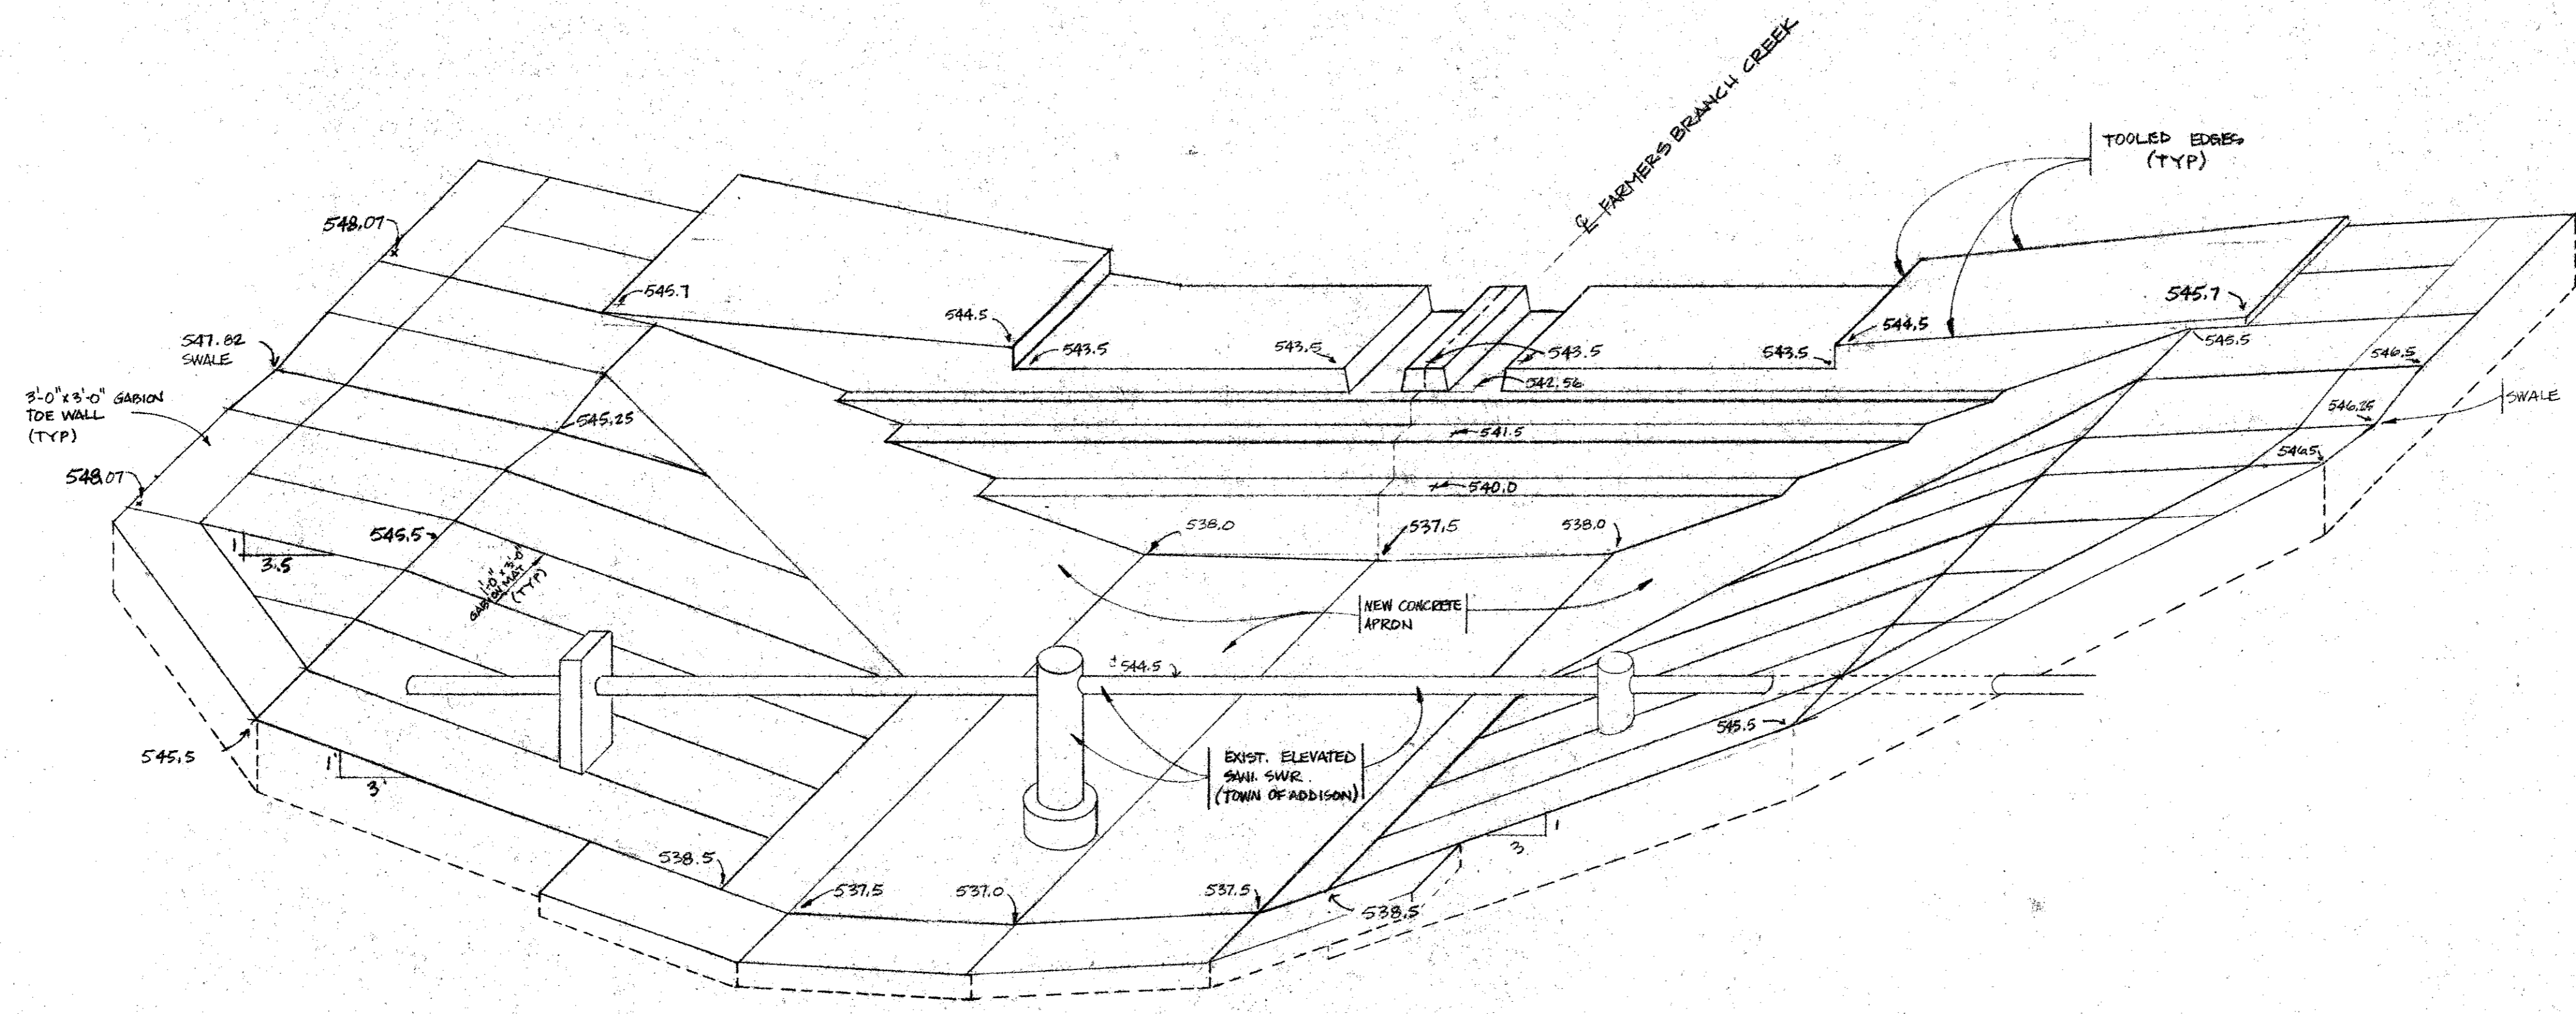 ℄ FARMERS BRANCH CREEK
TOOLED EDGES
(TYP)
548.07
545.7
544.5
543.5
543.5
543.5
542.56
543.5
544.5
545.7
545.5
546.5
546.25
546.5
SWALE
547.82
SWALE
3'-0"x3'-0" GABION
TOE WALL
(TYP)
545.25
541.5
540.0
548.07
545.5
1
3.5
1'-0" x 3'-0"
GABION MAT
(TYP)
538.0
537.5
538.0
NEW CONCRETE
APRON
±544.5
545.5
545.5
1
3
EXIST. ELEVATED
SANI. SWR.
(TOWN OF ADDISON)
1
3
538.5
537.5
537.0
537.5
538.5